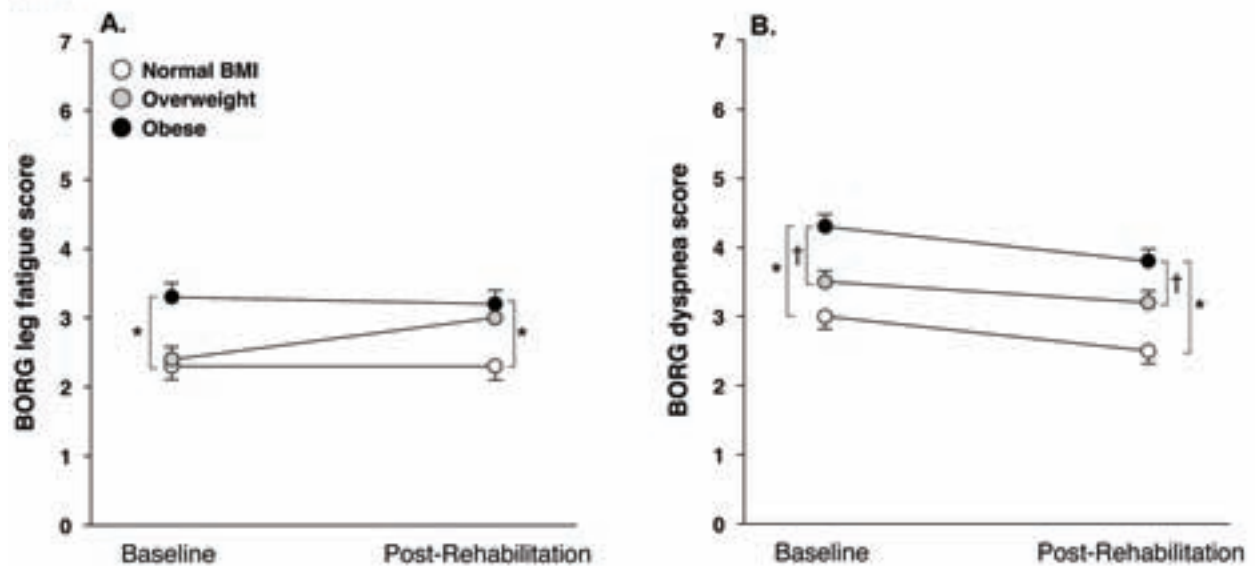 A.
BORG leg fatigue score
7
6
5
4
3
2
1
0
Normal BMI
Overweight
Obese
*
*
Baseline
Post-Rehabilitation
B.
BORG dyspnea score
7
6
5
4
3
2
1
0
*
†
†
*
Baseline
Post-Rehabilitation